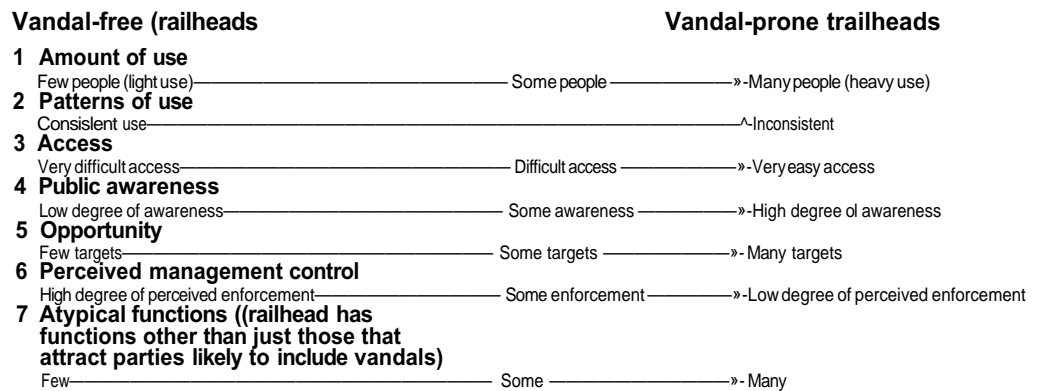 Vandal-free (railheads Vandal-prone trailheads
1 Amount of use
Few people (light use)—————————— Some people ————»-Many people (heavy use)
2 Patterns of use
Consislent use——————————————————^-Inconsistent
3 Access
Very difficult access—————————— Difficult access ————»-Very easy access
4 Public awareness
Low degree of awareness————————— Some awareness ————»-High degree ol awareness
5 Opportunity
Few targets———————————— Some targets ————»- Many targets
6 Perceived management control
High degree of perceived enforcement—————— Some enforcement————»-Low degree of perceived enforcement
7 Atypical functions ((railhead has
functions other than just those that
attract parties likely to include vandals)
Few—————————————— Some ——————»- Many